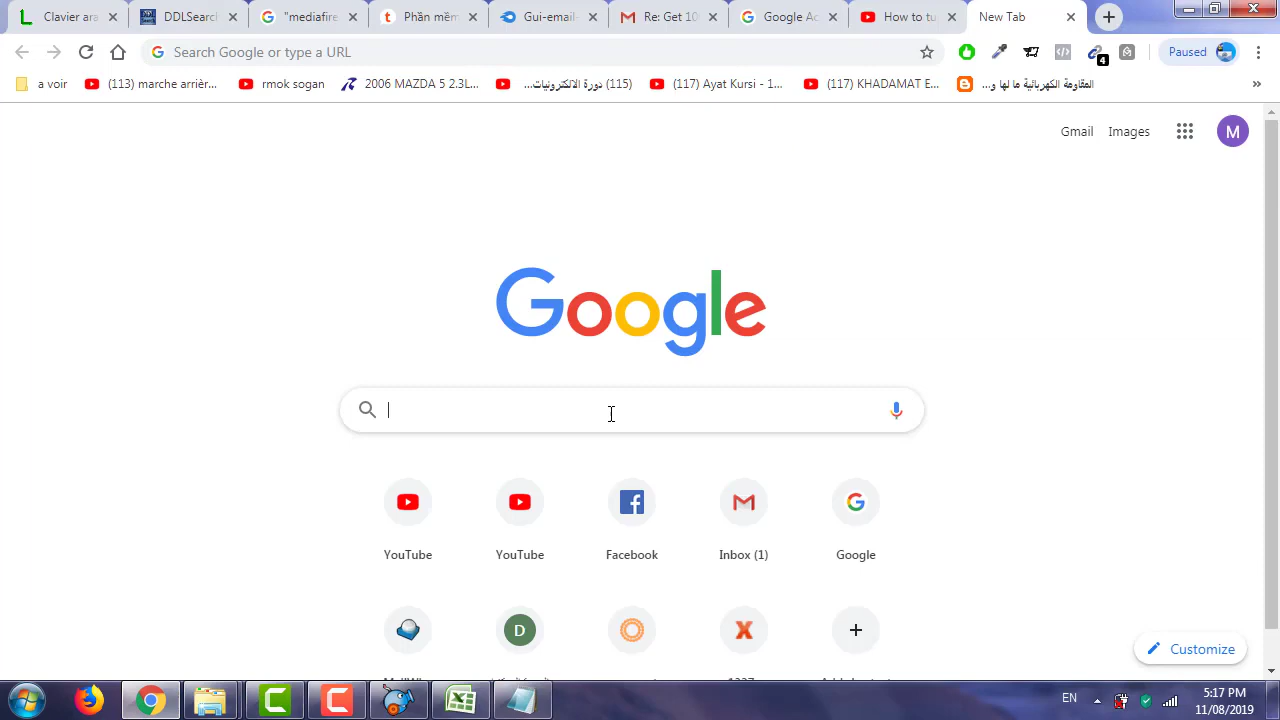 Clavier ara
DDLSearch
"mediafire
Phần mềm
Gui-email
Re: Get 10
Google Ac
How to tu
New Tab
Search Google or type a URL
4
Paused
a voir
(113) marche arrièr...
rmok sogan
2006 MAZDA 5 2.3L...
(115) دورة الالكترونيات...
(117) Ayat Kursi - 1...
(117) KHADAMAT E...
المقاومة الكهربائية ما لها و...
»
Gmail
Images
M
Google
YouTube
YouTube
Facebook
Inbox (1)
Google
D
X
Customize
EN
5:17 PM
11/08/2019